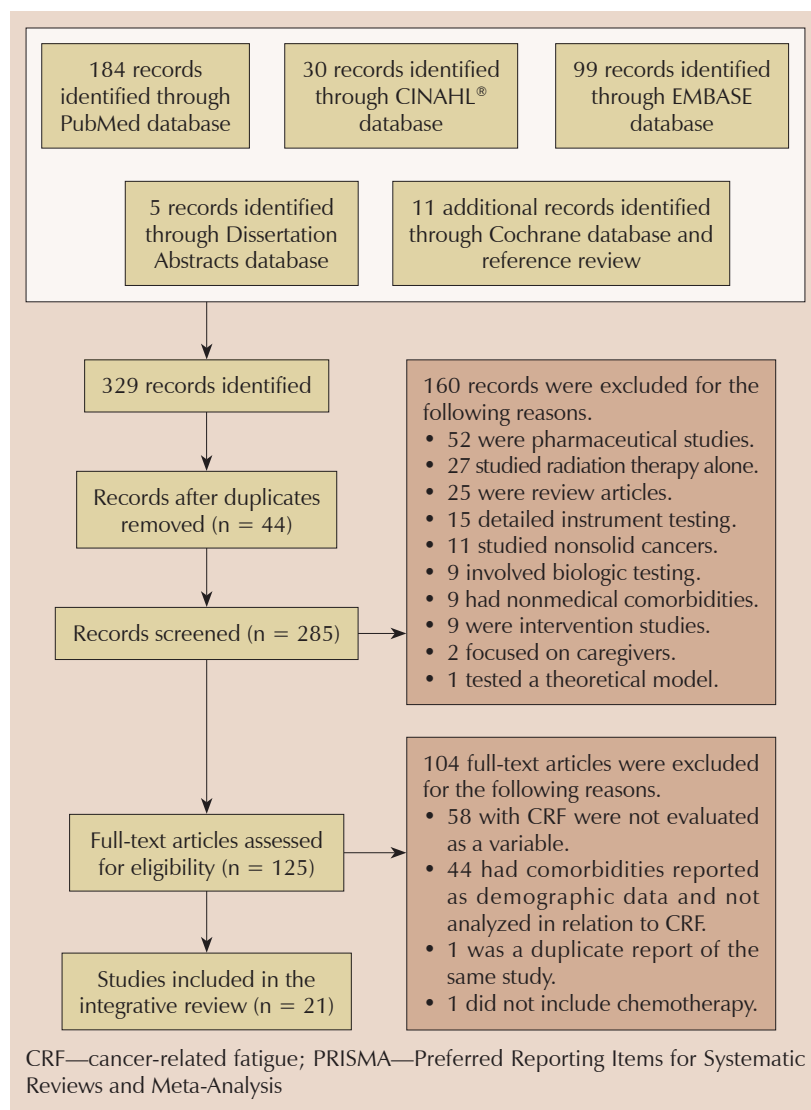 184 records
identified through
PubMed database
30 records identified
through CINAHL®
database
99 records identified
through EMBASE
database
5 records identified
through Dissertation
Abstracts database
11 additional records identified
through Cochrane database and
reference review
329 records identified
Records after duplicates
removed (n = 44)
Records screened (n = 285)
160 records were excluded for the
following reasons.
• 52 were pharmaceutical studies.
• 27 studied radiation therapy alone.
• 25 were review articles.
• 15 detailed instrument testing.
• 11 studied nonsolid cancers.
• 9 involved biologic testing.
• 9 had nonmedical comorbidities.
• 9 were intervention studies.
• 2 focused on caregivers.
• 1 tested a theoretical model.
Full-text articles assessed
for eligibility (n = 125)
104 full-text articles were excluded
for the following reasons.
• 58 with CRF were not evaluated
as a variable.
• 44 had comorbidities reported
as demographic data and not
analyzed in relation to CRF.
• 1 was a duplicate report of the
same study.
• 1 did not include chemotherapy.
Studies included in the
integrative review (n = 21)
CRF—cancer-related fatigue; PRISMA—Preferred Reporting Items for Systematic
Reviews and Meta-Analysis